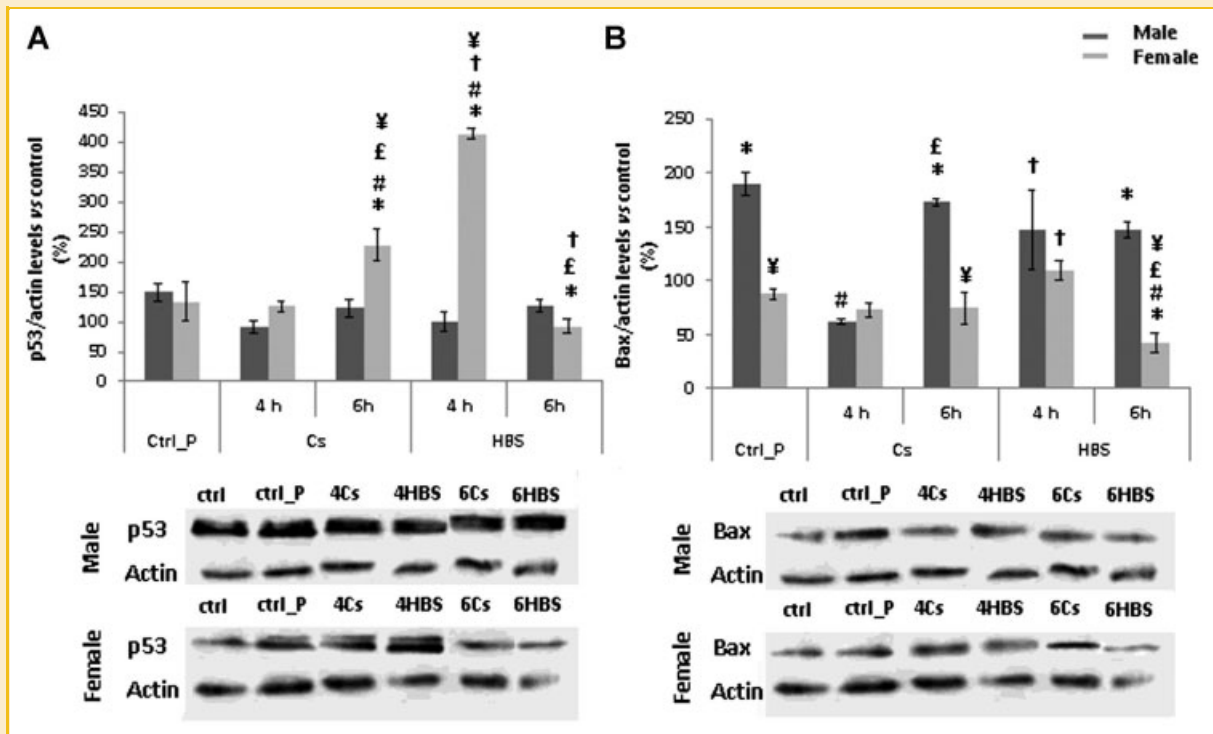 A
p53/actin levels vs control
(%)
450
400
350
300
250
200
150
100
50
0
¥
£
#
*
¥
†
#
*
†
£
*
4 h
6h
4 h
6h
Ctrl_P
Cs
HBS
B
Male
Female
Bax/actin levels vs control
(%)
250
200
150
100
50
0
*
¥
#
£
*
¥
†
†
*
¥
£
#
*
4 h
6h
4 h
6h
Ctrl_P
Cs
HBS
ctrl ctrl_P 4Cs 4HBS 6Cs 6HBS
Male
p53
Actin
ctrl ctrl_P 4Cs 4HBS 6Cs 6HBS
Female
p53
Actin
ctrl ctrl_P 4Cs 4HBS 6Cs 6HBS
Male
Bax
Actin
ctrl ctrl_P 4Cs 4HBS 6Cs 6HBS
Female
Bax
Actin